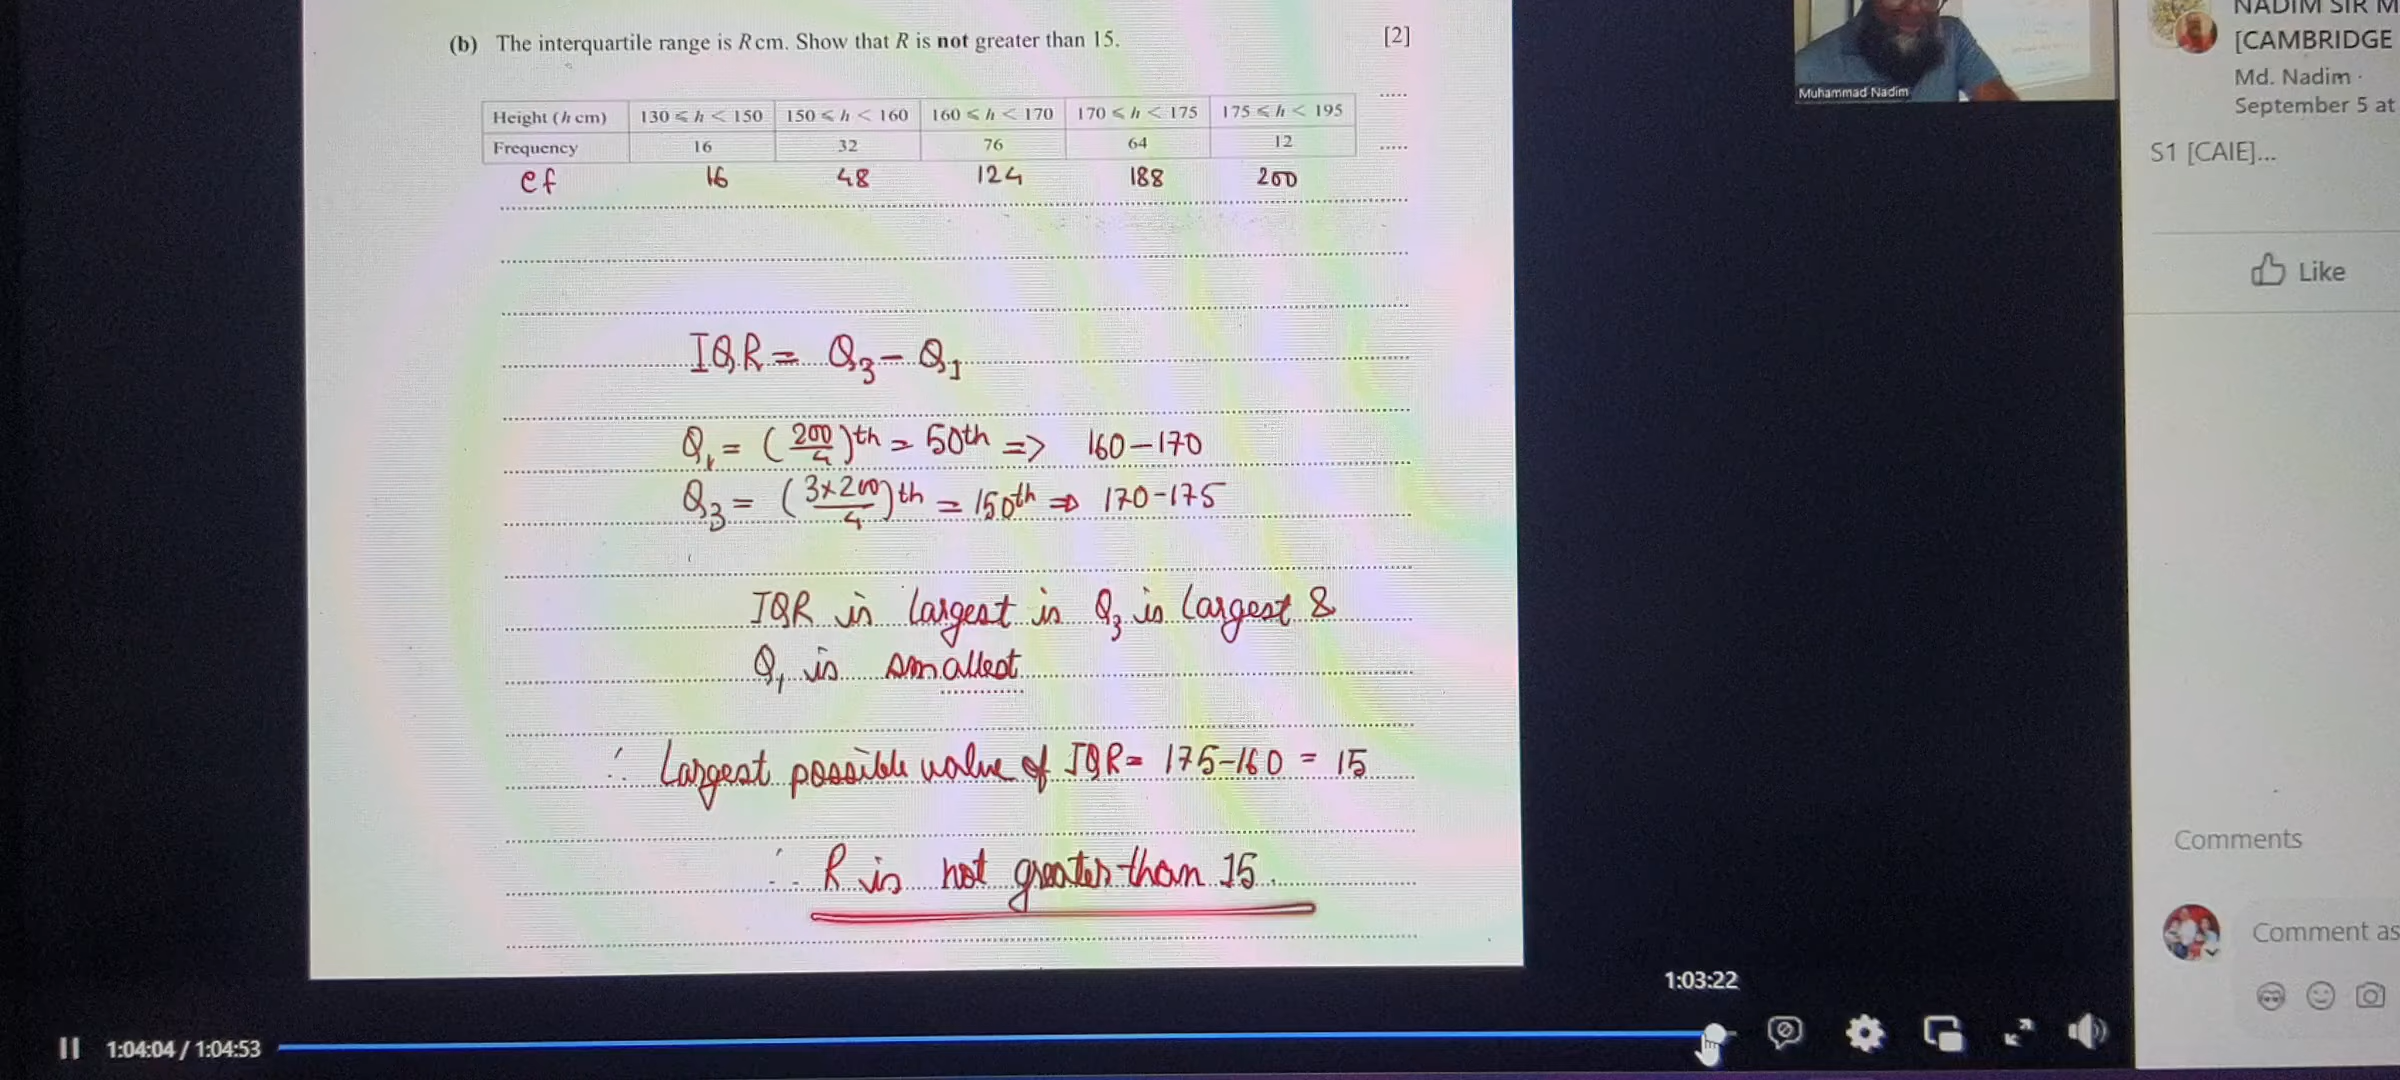 (b) The interquartile range is R cm. Show that R is not greater than 15. [2]
Height (h cm) 130 ⩽ h < 150 150 ⩽ h < 160 160 ⩽ h < 170 170 ⩽ h < 175 175 ⩽ h < 195
Frequency 16 32 76 64 12
cf 16 48 124 188 200
IQR = Q₃ − Q₁
Q₁ = (200/4)th = 50th => 160−170
Q₃ = (3×200/4)th = 150th ⇒ 170−175
IQR is largest is Q₃ is largest &
Q₁ is smallest
∴ Largest possible value of IQR = 175−160 = 15
∴ R is not greater than 15.
Muhammad Nadim
NADIM SIR M
[CAMBRIDGE
Md. Nadim ·
September 5 at
S1 [CAIE]...
Like
Comments
Comment as
1:03:22
1:04:04 / 1:04:53